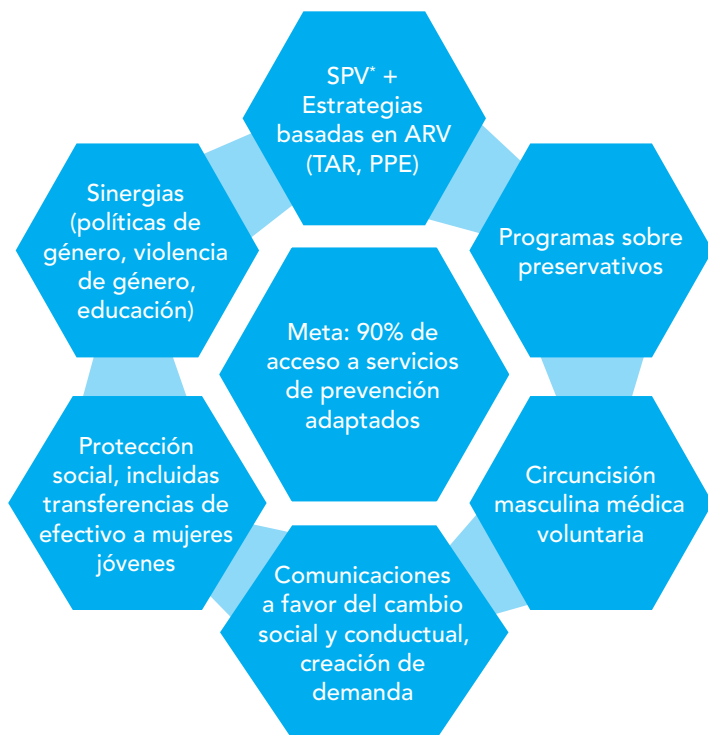 SPV* +
Estrategias
basadas en ARV
(TAR, PPE)
Programas sobre
preservativos
Circuncisión
masculina médica
voluntaria
Comunicaciones
a favor del cambio
social y conductual,
creación de
demanda
Protección
social, incluidas
transferencias de
efectivo a mujeres
jóvenes
Sinergias
(políticas de
género, violencia
de género,
educación)
Meta: 90% de
acceso a servicios
de prevención
adaptados